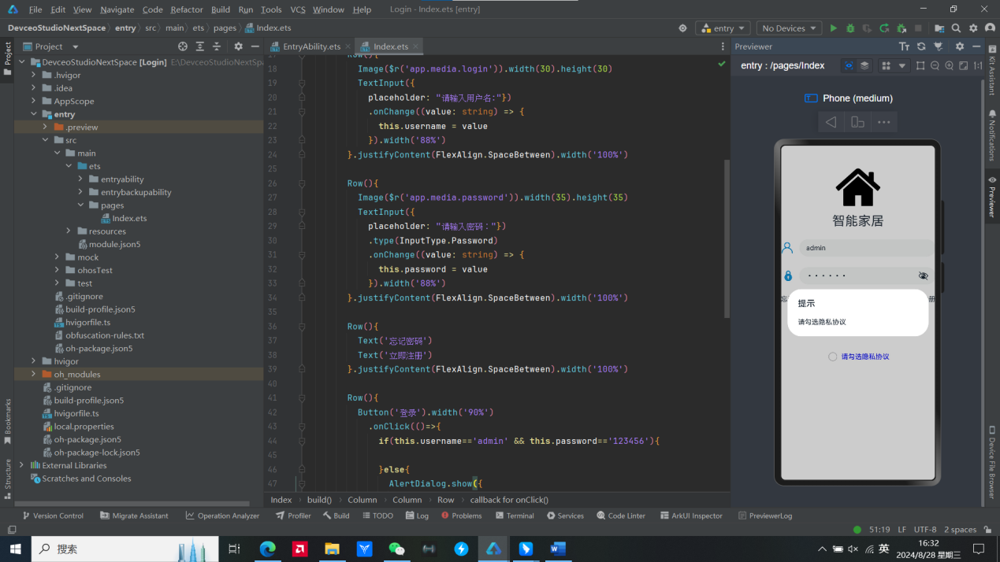 File Edit View Navigate Code Refactor Build Run Tools VCS Window Help Login - Index.ets [entry]
DevceoStudioNextSpace entry src main ets pages Index.ets
entry No Devices
Project
EntryAbility.ets
Index.ets
Previewer
DevceoStudioNextSpace [Login] E:\DevceoStudioNextSpa
.hvigor
.idea
AppScope
entry
.preview
src
main
ets
entryability
entrybackupability
pages
Index.ets
resources
module.json5
mock
ohosTest
test
.gitignore
build-profile.json5
hvigorfile.ts
obfuscation-rules.txt
oh-package.json5
hvigor
oh_modules
.gitignore
build-profile.json5
hvigorfile.ts
local.properties
oh-package.json5
oh-package-lock.json5
External Libraries
Scratches and Consoles
Project
Bookmarks
Structure
17 Row(){
18 Image($r('app.media.login')).width(30).height(30)
19 TextInput({
20 placeholder: "请输入用户名:"})
21 .onChange((value: string) => {
22 this.username = value
23 }).width('88%')
24 }.justifyContent(FlexAlign.SpaceBetween).width('100%')
25
26 Row(){
27 Image($r('app.media.password')).width(35).height(35)
28 TextInput({
29 placeholder: "请输入密码："})
30 .type(InputType.Password)
31 .onChange((value: string) => {
32 this.password = value
33 }).width('88%')
34 }.justifyContent(FlexAlign.SpaceBetween).width('100%')
35
36 Row(){
37 Text('忘记密码')
38 Text('立即注册')
39 }.justifyContent(FlexAlign.SpaceBetween).width('100%')
40
41 Row(){
42 Button('登录').width('90%')
43 .onClick(()=>{
44 if(this.username=='admin' && this.password=='123456'){
45
46 }else{
47 AlertDialog.show({
Index build() Column Column Row callback for onClick()
entry : /pages/Index
1:1
Phone (medium)
智能家居
admin
······
忘 册
提示
请勾选隐私协议
请勾选隐私协议
Kit Assistant
Notifications
Previewer
Device File Browser
Version Control Migrate Assistant Operation Analyzer Profiler Build TODO Log Problems Terminal Services Code Linter ArkUI Inspector PreviewerLog
51:19 LF UTF-8 2 spaces
搜索
英
16:32
2024/8/28 星期三